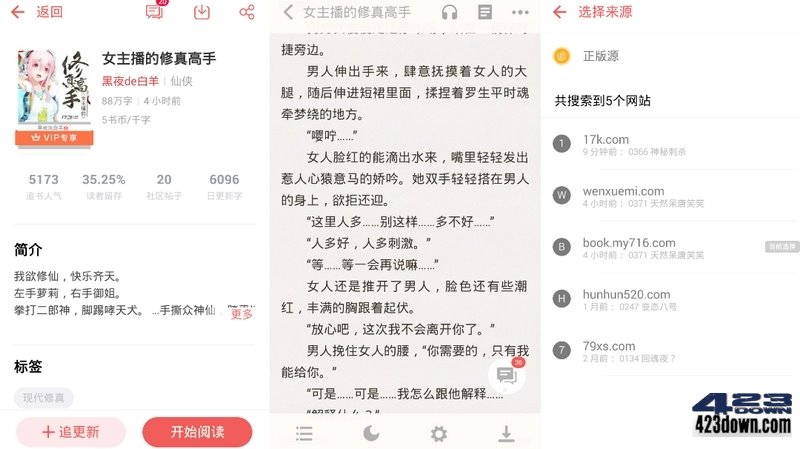 返回
20
女主播的修真高手
黑夜de白羊 | 仙侠
88万字 | 4 小时前
5书币/千字
修真高手
VIP专享
5173 35.25% 20 6096
追书人气 读者留存 社区帖子 日更新字
简介
我欲修仙，快乐齐天。
左手萝莉，右手御姐。
拳打二郎神，脚踢哮天犬。 ...手撕众神仙，
更多
标签
现代修真
+ 追更新
开始阅读
女主播的修真高手
捷旁边。
男人伸出手来，肆意抚摸着女人的大
腿，随后伸进短裙里面，揉捏着罗生平时魂
牵梦绕的地方。
“嘤咛……”
女人脸红的能滴出水来，嘴里轻轻发出
惹人心猿意马的娇吟。她双手轻轻搭在男人
的身上，欲拒还迎。
“这里人多……别这样……多不好……”
“人多好，人多刺激。”
“等……等一会再说嘛……”
女人还是推开了男人，脸色还有些潮
红，丰满的胸跟着起伏。
“放心吧，这次我不会离开你了。”
男人挽住女人的腰，“你需要的，只有我
能给你。”
“可是……可是……我怎么跟他解释……
“解释什么？”
20
选择来源
正版源
共搜索到5个网站
1
17k.com
9 分钟前： 0366 神秘刺杀
W
wenxuemi.com
4 小时前： 0371 天然呆唐笑笑
B
book.my716.com
4 小时前： 0371 天然呆唐笑笑
当前选择
H
hunhun520.com
1 月前： 0247 变态八号
7
79xs.com
2 月前： 0134 回魂夜？
423
DOWN
423down.com